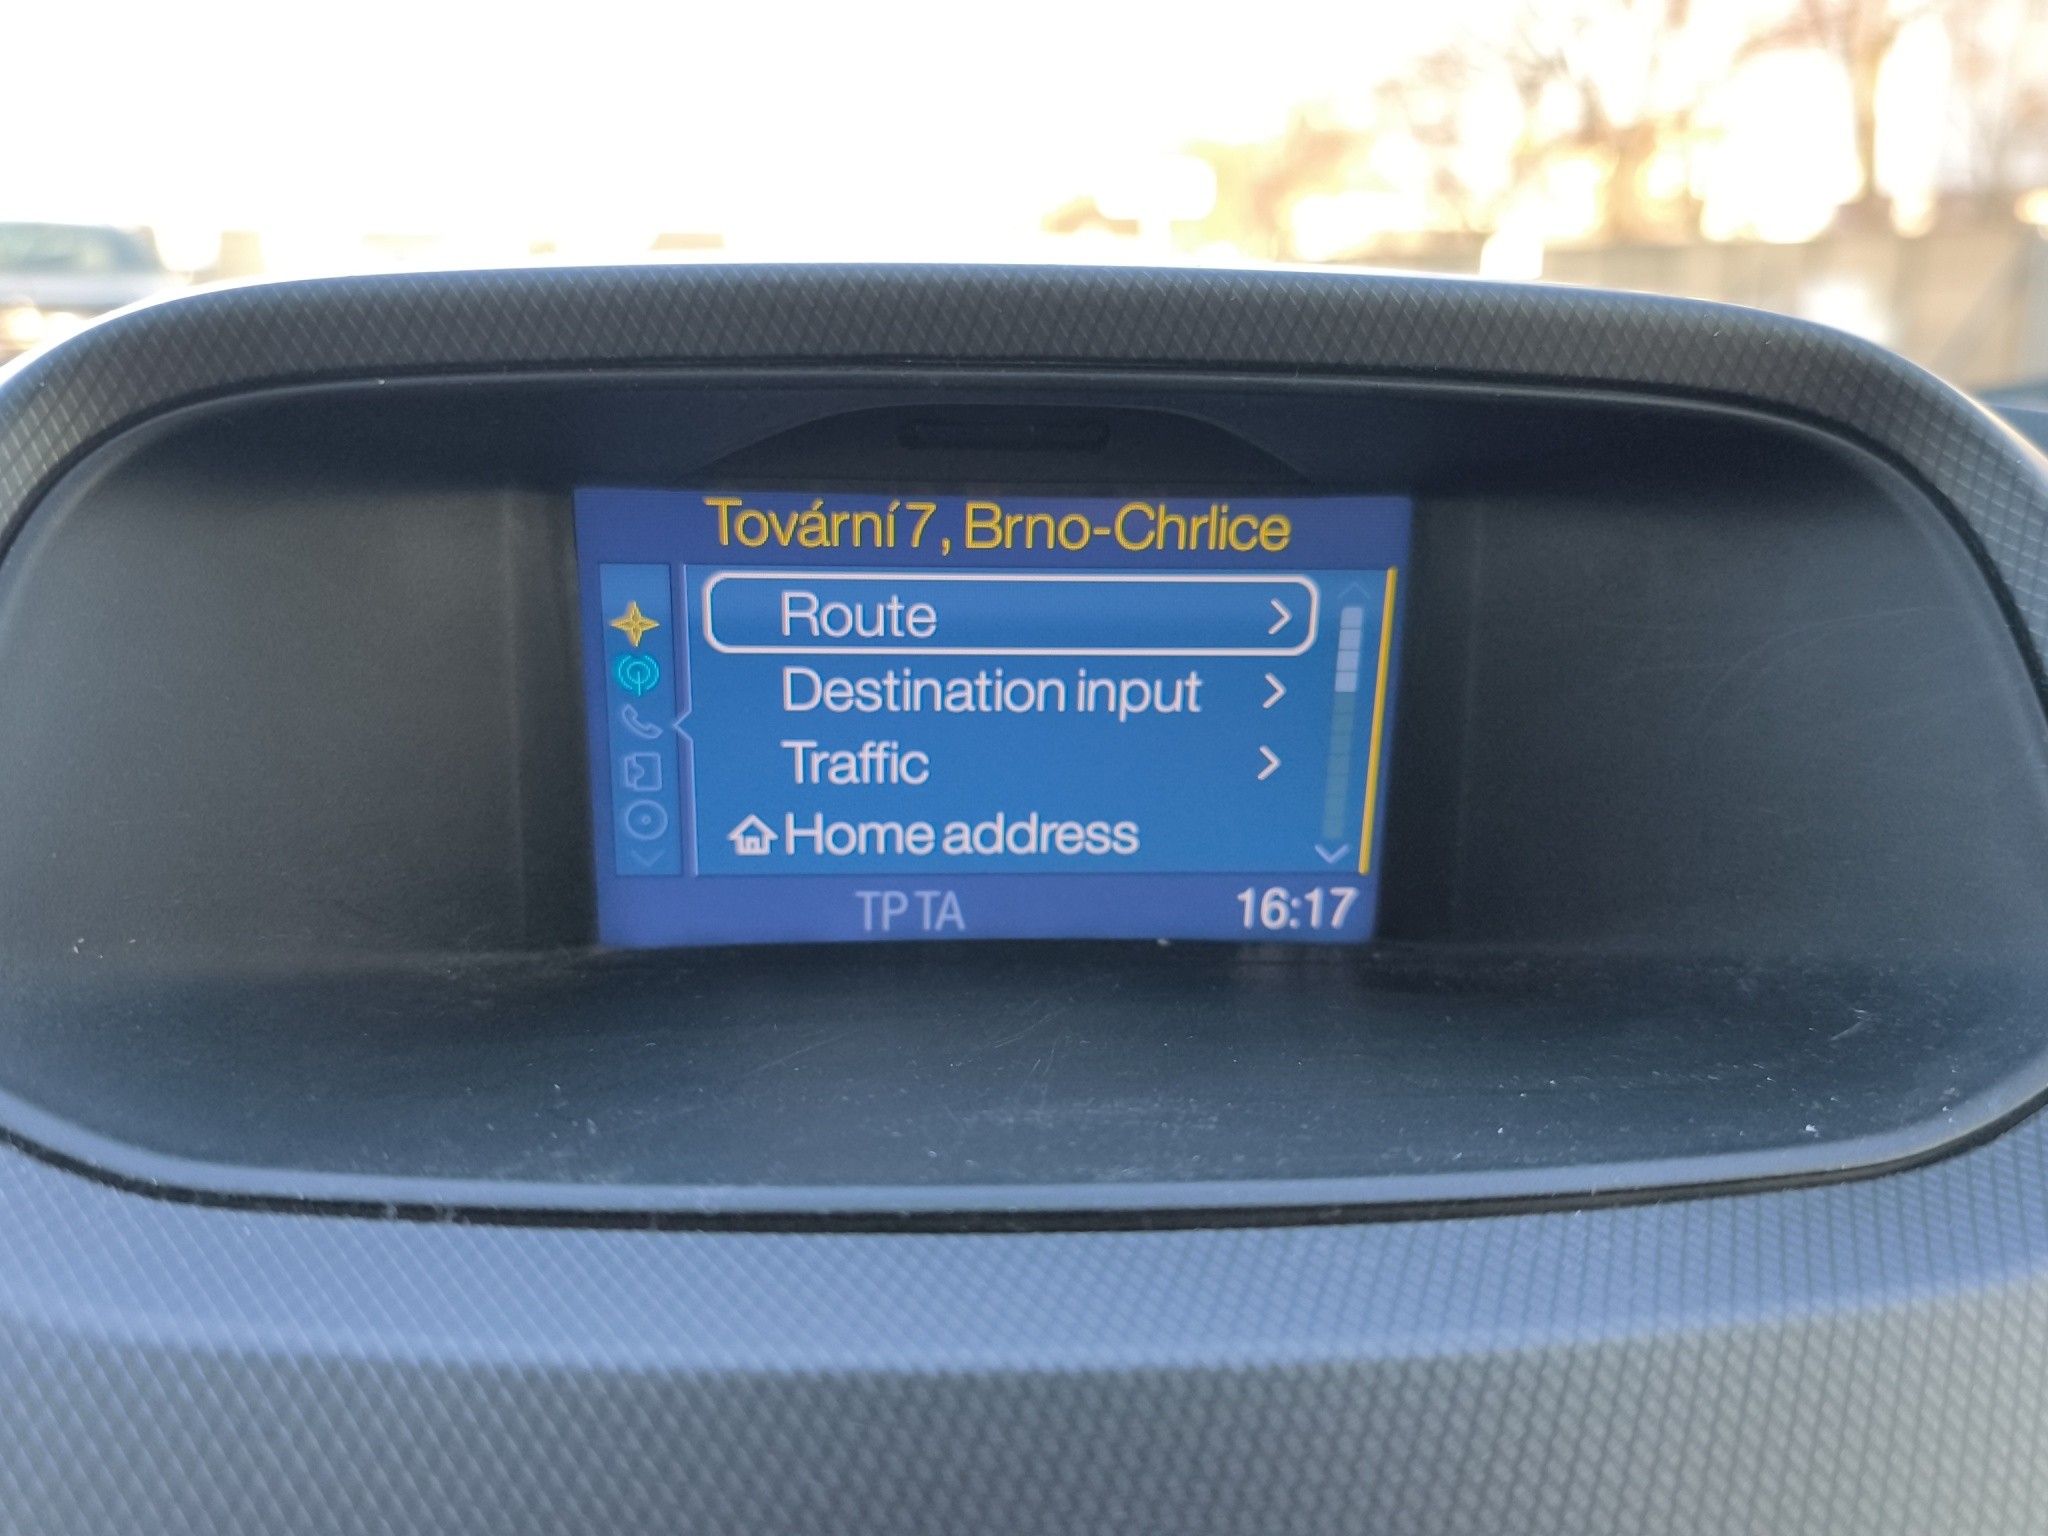 Tovární 7, Brno-Chrlice
Route
Destination input
Traffic
Home address
TP TA 16:17